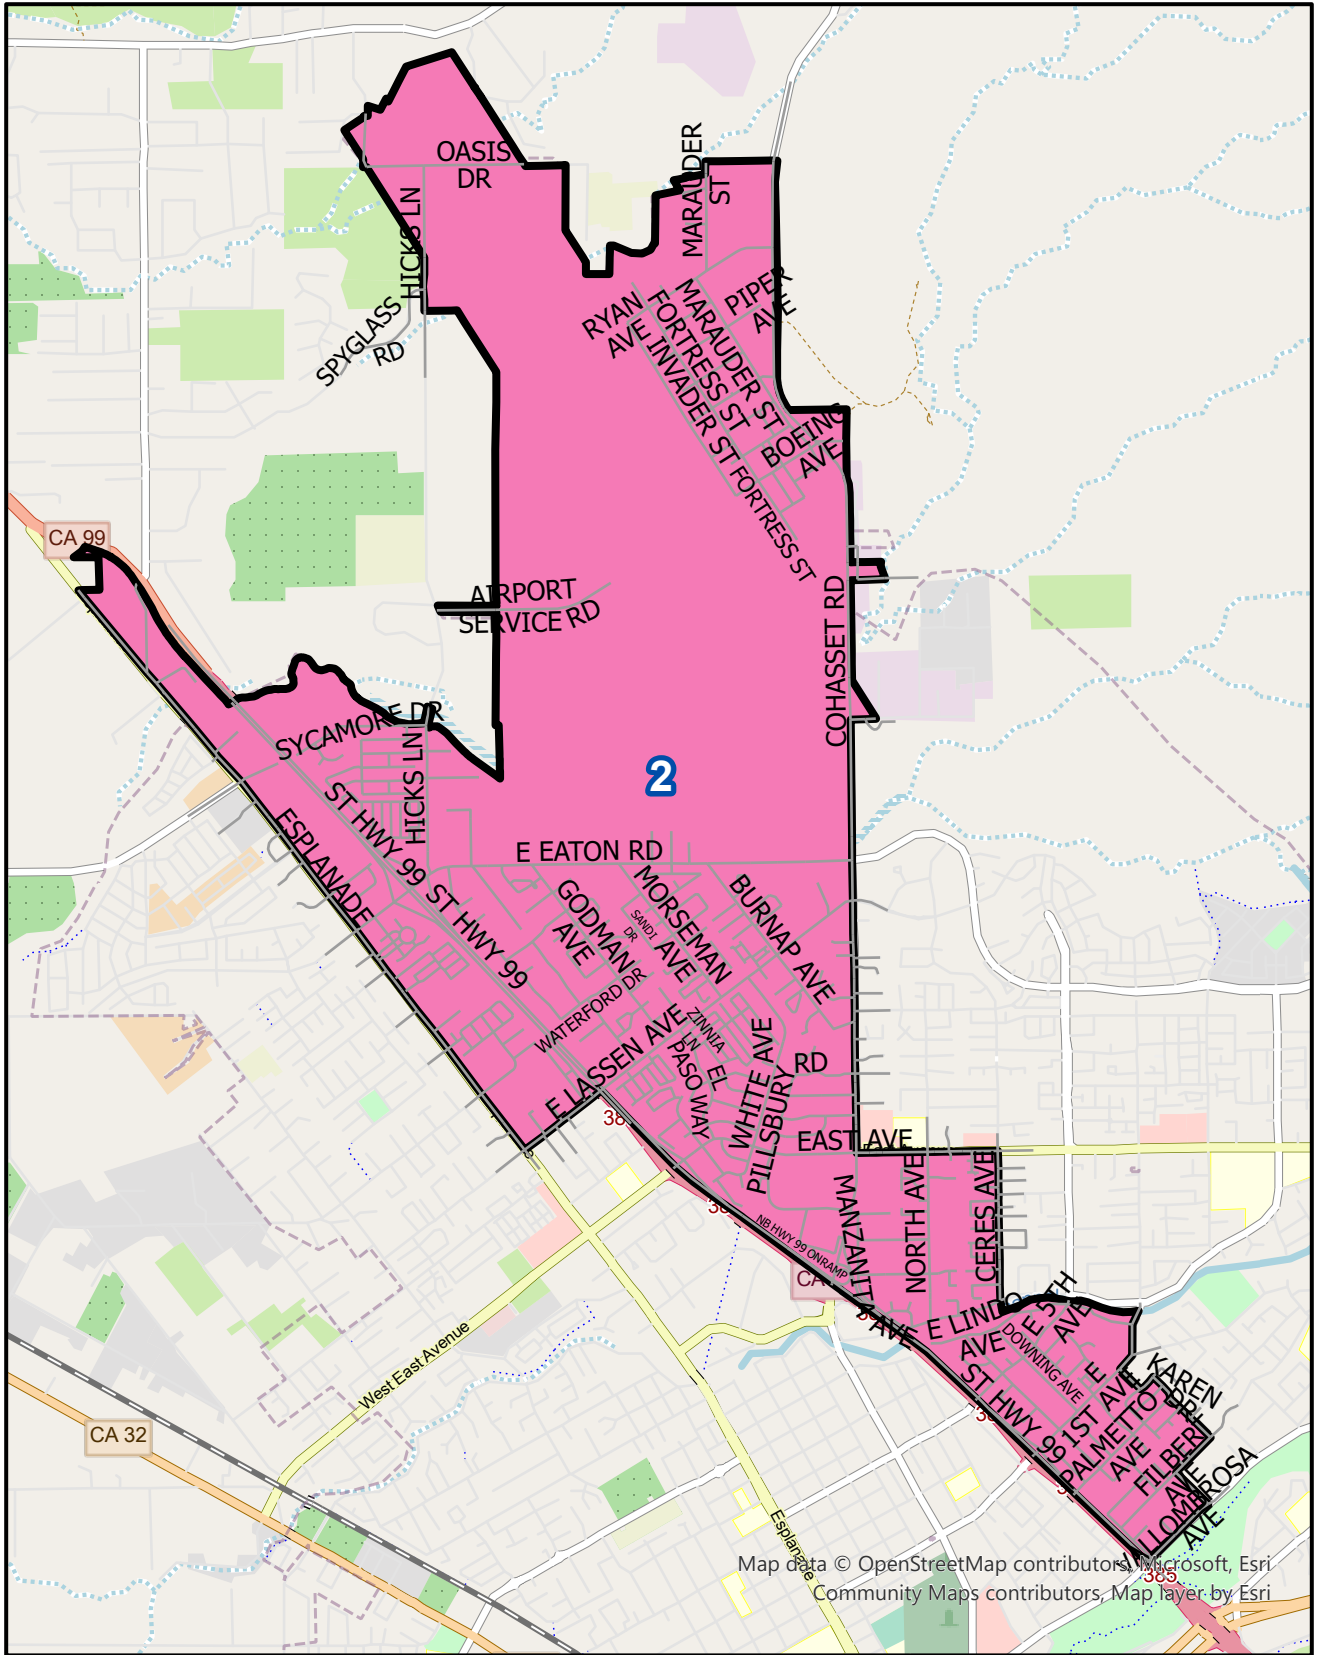 OASIS
DR
MARAUDER
ST
HICKS LN
SPYGLASS
RD
RYAN
AVE
PIPER
AVE
MARAUDER ST
FORTRESS ST
INVADER ST
BOEING
AVE
FORTRESS ST
CA 99
AIRPORT
SERVICE RD
COHASSET RD
SYCAMORE DR
HICKS LN
2
ESPLANADE
ST HWY 99
ST HWY 99
E EATON RD
GODMAN
AVE
SANDI
DR
MORSEMAN
AVE
BURNAP AVE
WATERFORD DR
E LASSEN AVE
ZINNIA
LN
EL
PASO WAY
WHITE AVE
PILLSBURY
RD
EAST AVE
MANZANITA AVE
NORTH AVE
CERES AVE
NB HWY 99 ONRAMP
CA
E LINDO
AVE
E 5TH
AVE
DOWNING AVE
E
1ST AVE
KAREN
DR
ST HWY 99
PALMETTO
AVE
FILBERT
AVE
LOMBROSA
AVE
West East Avenue
CA 32
Esplanade
385
Map data © OpenStreetMap contributors, Microsoft, Esri
Community Maps contributors, Map layer by Esri